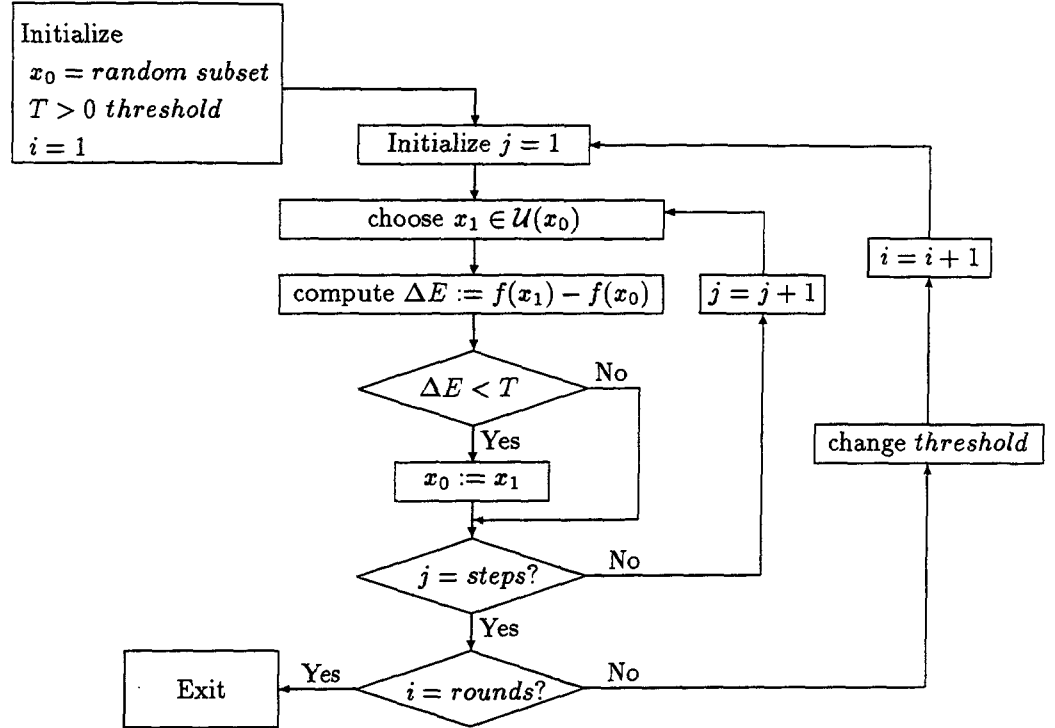 Initialize
x₀ = random subset
T > 0 threshold
i = 1
Initialize j = 1
choose x₁ ∈ 𝒰(x₀)
i = i + 1
compute ΔE := f(x₁) − f(x₀)
j = j + 1
ΔE < T
No
Yes
change threshold
x₀ := x₁
j = steps?
No
Yes
i = rounds?
Yes
No
Exit